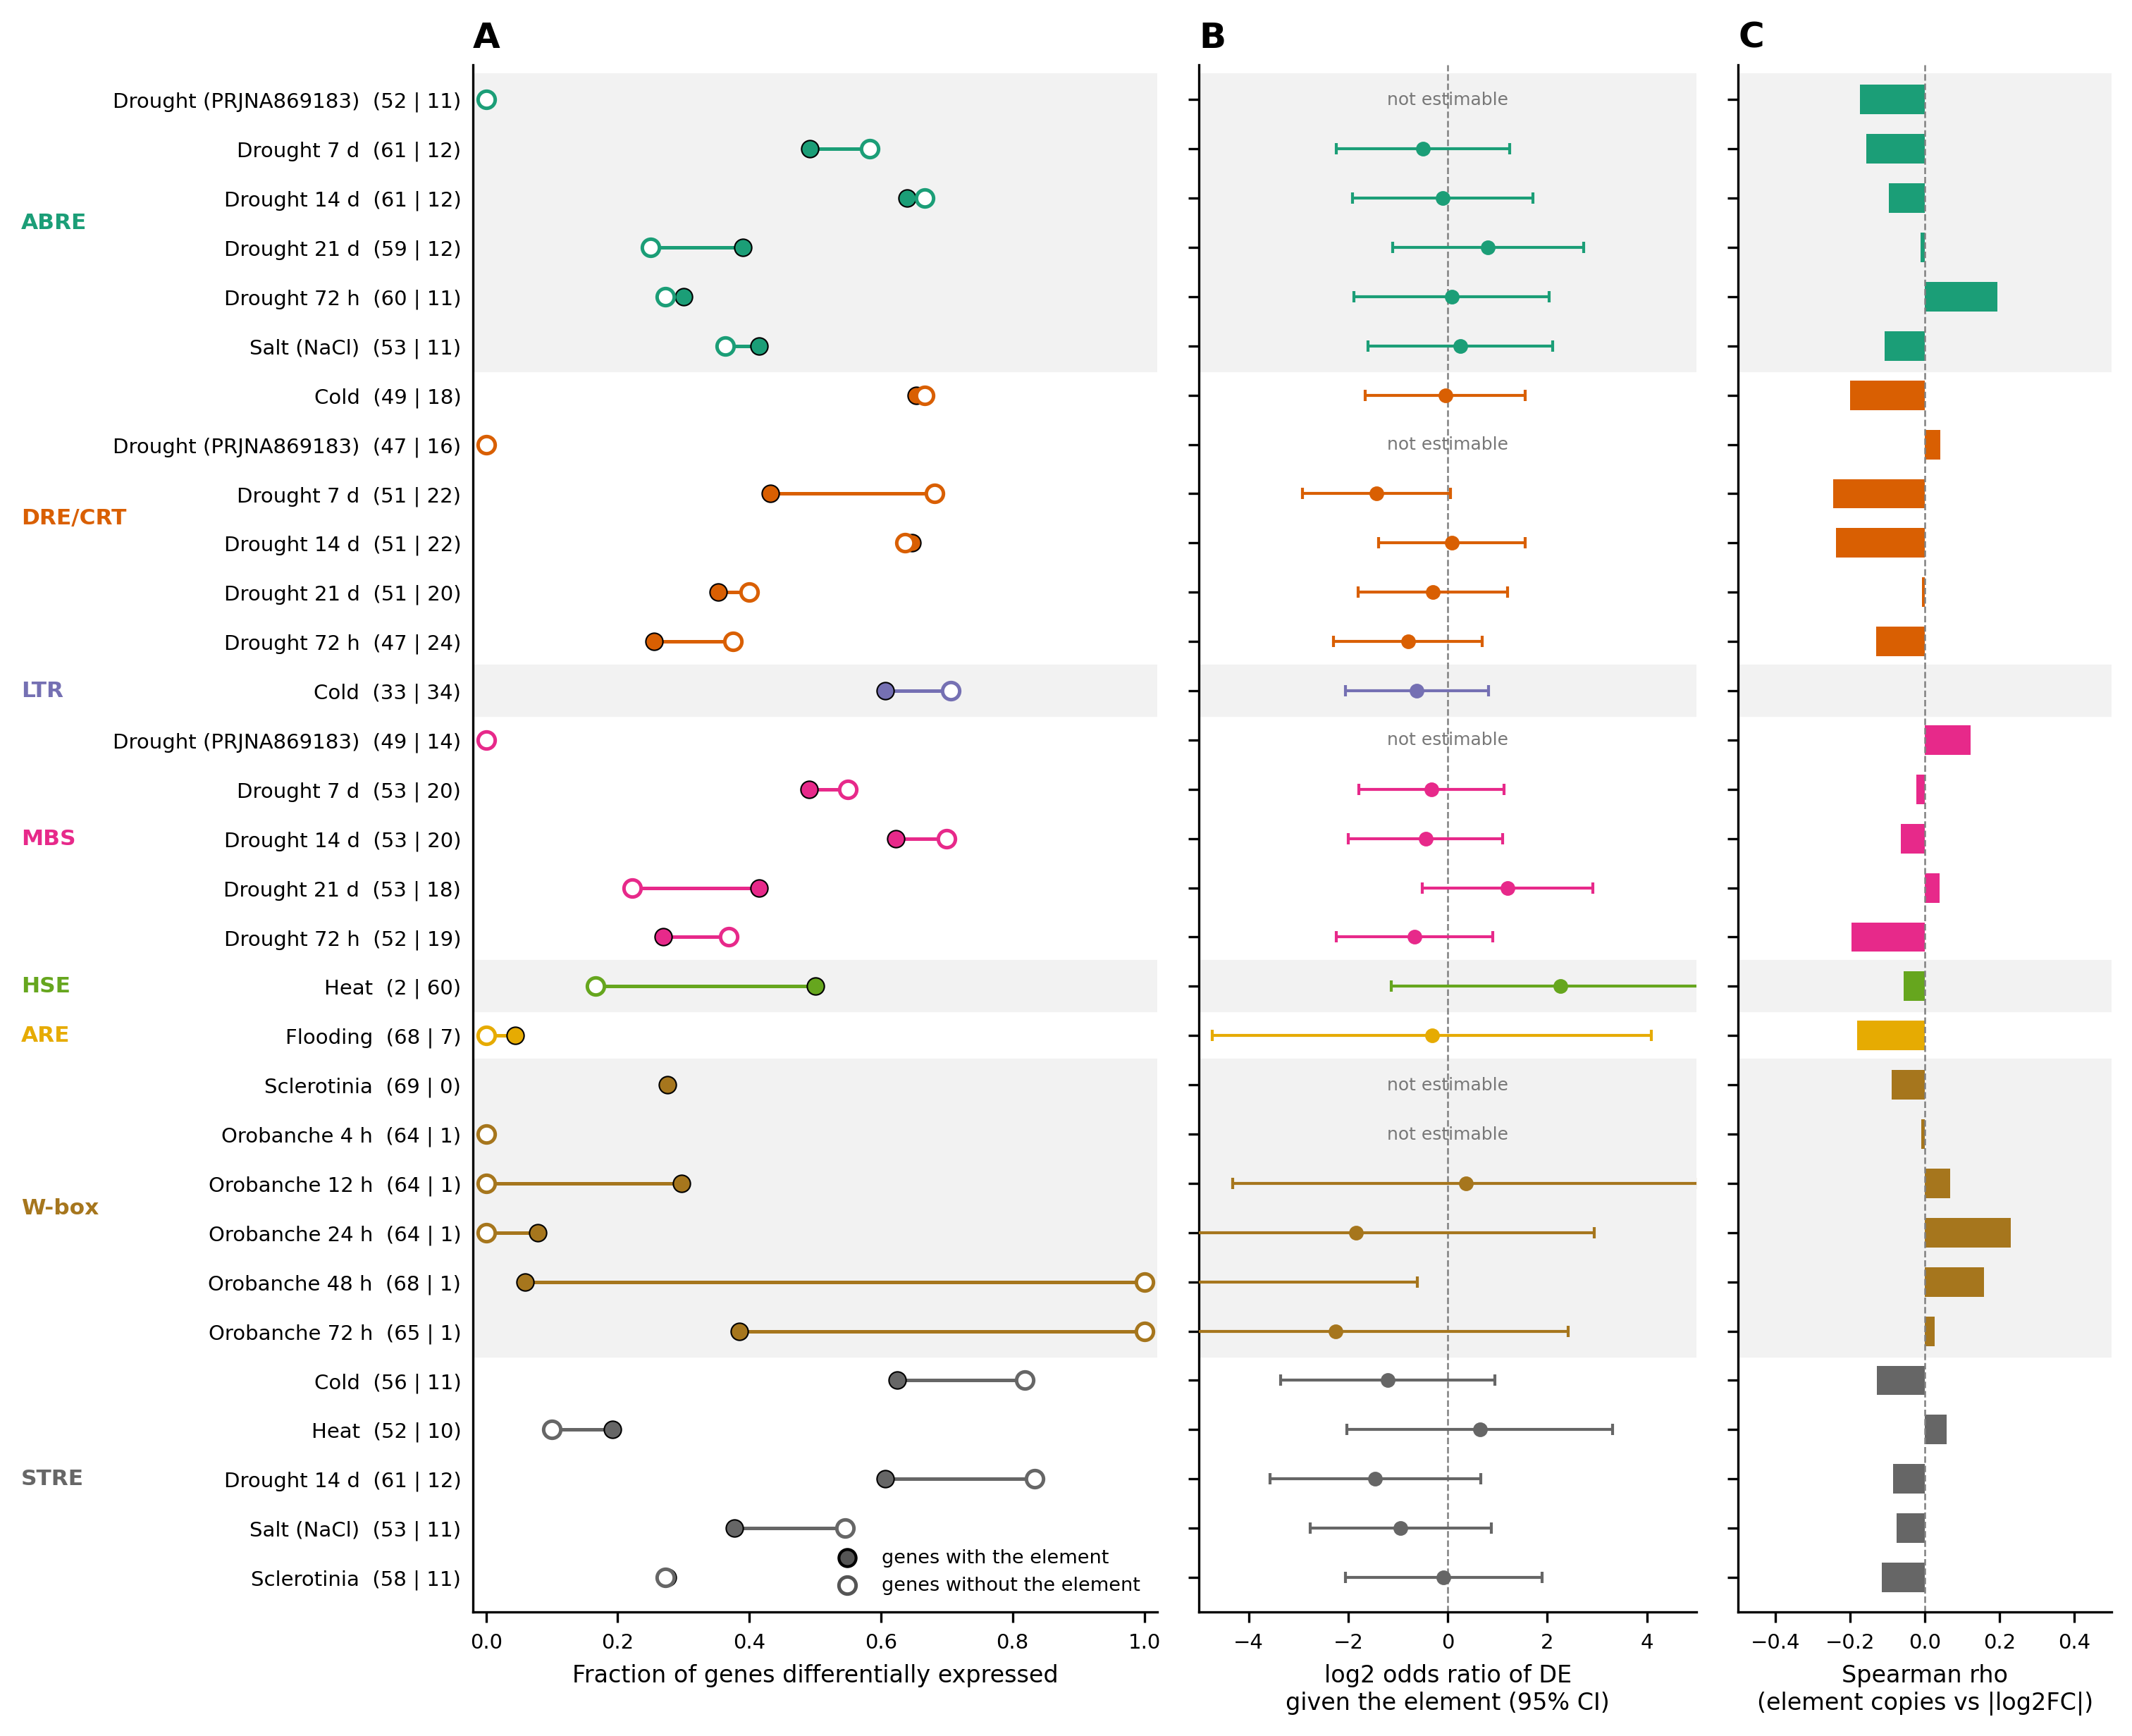 A
B
C
Drought (PRJNA869183) (52 | 11)
not estimable
Drought 7 d (61 | 12)
Drought 14 d (61 | 12)
ABRE
Drought 21 d (59 | 12)
Drought 72 h (60 | 11)
Salt (NaCl) (53 | 11)
Cold (49 | 18)
Drought (PRJNA869183) (47 | 16)
not estimable
Drought 7 d (51 | 22)
DRE/CRT
Drought 14 d (51 | 22)
Drought 21 d (51 | 20)
Drought 72 h (47 | 24)
LTR
Cold (33 | 34)
Drought (PRJNA869183) (49 | 14)
not estimable
Drought 7 d (53 | 20)
MBS
Drought 14 d (53 | 20)
Drought 21 d (53 | 18)
Drought 72 h (52 | 19)
HSE
Heat (2 | 60)
ARE
Flooding (68 | 7)
Sclerotinia (69 | 0)
not estimable
Orobanche 4 h (64 | 1)
not estimable
Orobanche 12 h (64 | 1)
W-box
Orobanche 24 h (64 | 1)
Orobanche 48 h (68 | 1)
Orobanche 72 h (65 | 1)
Cold (56 | 11)
Heat (52 | 10)
STRE
Drought 14 d (61 | 12)
Salt (NaCl) (53 | 11)
Sclerotinia (58 | 11)
genes with the element
genes without the element
0.0 0.2 0.4 0.6 0.8 1.0
Fraction of genes differentially expressed
−4 −2 0 2 4
log2 odds ratio of DE
given the element (95% CI)
−0.4 −0.2 0.0 0.2 0.4
Spearman rho
(element copies vs |log2FC|)